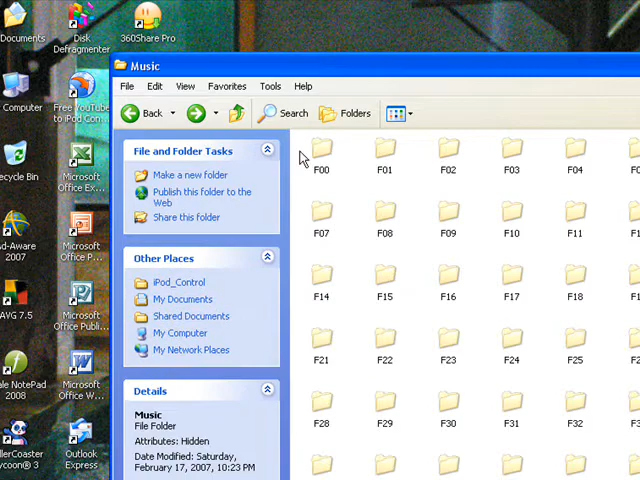 Documents
Disk
Defragmenter
360Share Pro
Computer
Free YouTube
to iPod Con...
ecycle Bin
Microsoft
Office Ex...
Ad-Aware
2007
Microsoft
Office P...
AVG 7.5
Microsoft
Office Publi...
ale NotePad
2008
Microsoft
Office W...
llerCoaster
ycoon® 3
Outlook
Express
Music
File Edit View Favorites Tools Help
Back Search Folders
File and Folder Tasks
Make a new folder
Publish this folder to the
Web
Share this folder
Other Places
iPod_Control
My Documents
Shared Documents
My Computer
My Network Places
Details
Music
File Folder
Attributes: Hidden
Date Modified: Saturday,
February 17, 2007, 10:23 PM
F00 F01 F02 F03 F04
F07 F08 F09 F10 F11
F14 F15 F16 F17 F18
F21 F22 F23 F24 F25
F28 F29 F30 F31 F32